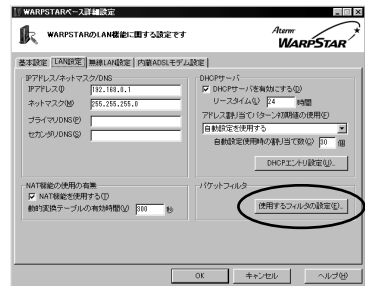 WARPSTARベース詳細設定
WARPSTARのLAN機能に関する設定です
Aterm
WARPSTAR
基本設定 LAN設定 無線LAN設定 内蔵ADSLモデム設定
IPアドレス/ネットマスク/DNS
IPアドレス(I) 192.168.0.1
ネットマスク(M) 255.255.255.0
プライマリDNS(P)
セカンダリDNS(S)
DHCPサーバ
DHCPサーバを有効にする(D)
リースタイム(L) 24 時間
アドレス割り当てパターン初期値の使用(E)
自動設定を使用する
自動設定使用時の割り当て数(C) 30 個
DHCPエントリ設定(U)..
NAT機能の使用の有無
NAT機能を使用する(T)
動的変換テーブルの有効時間(V) 300 秒
パケットフィルタ
使用するフィルタの設定(F)..
OK キャンセル ヘルプ(H)